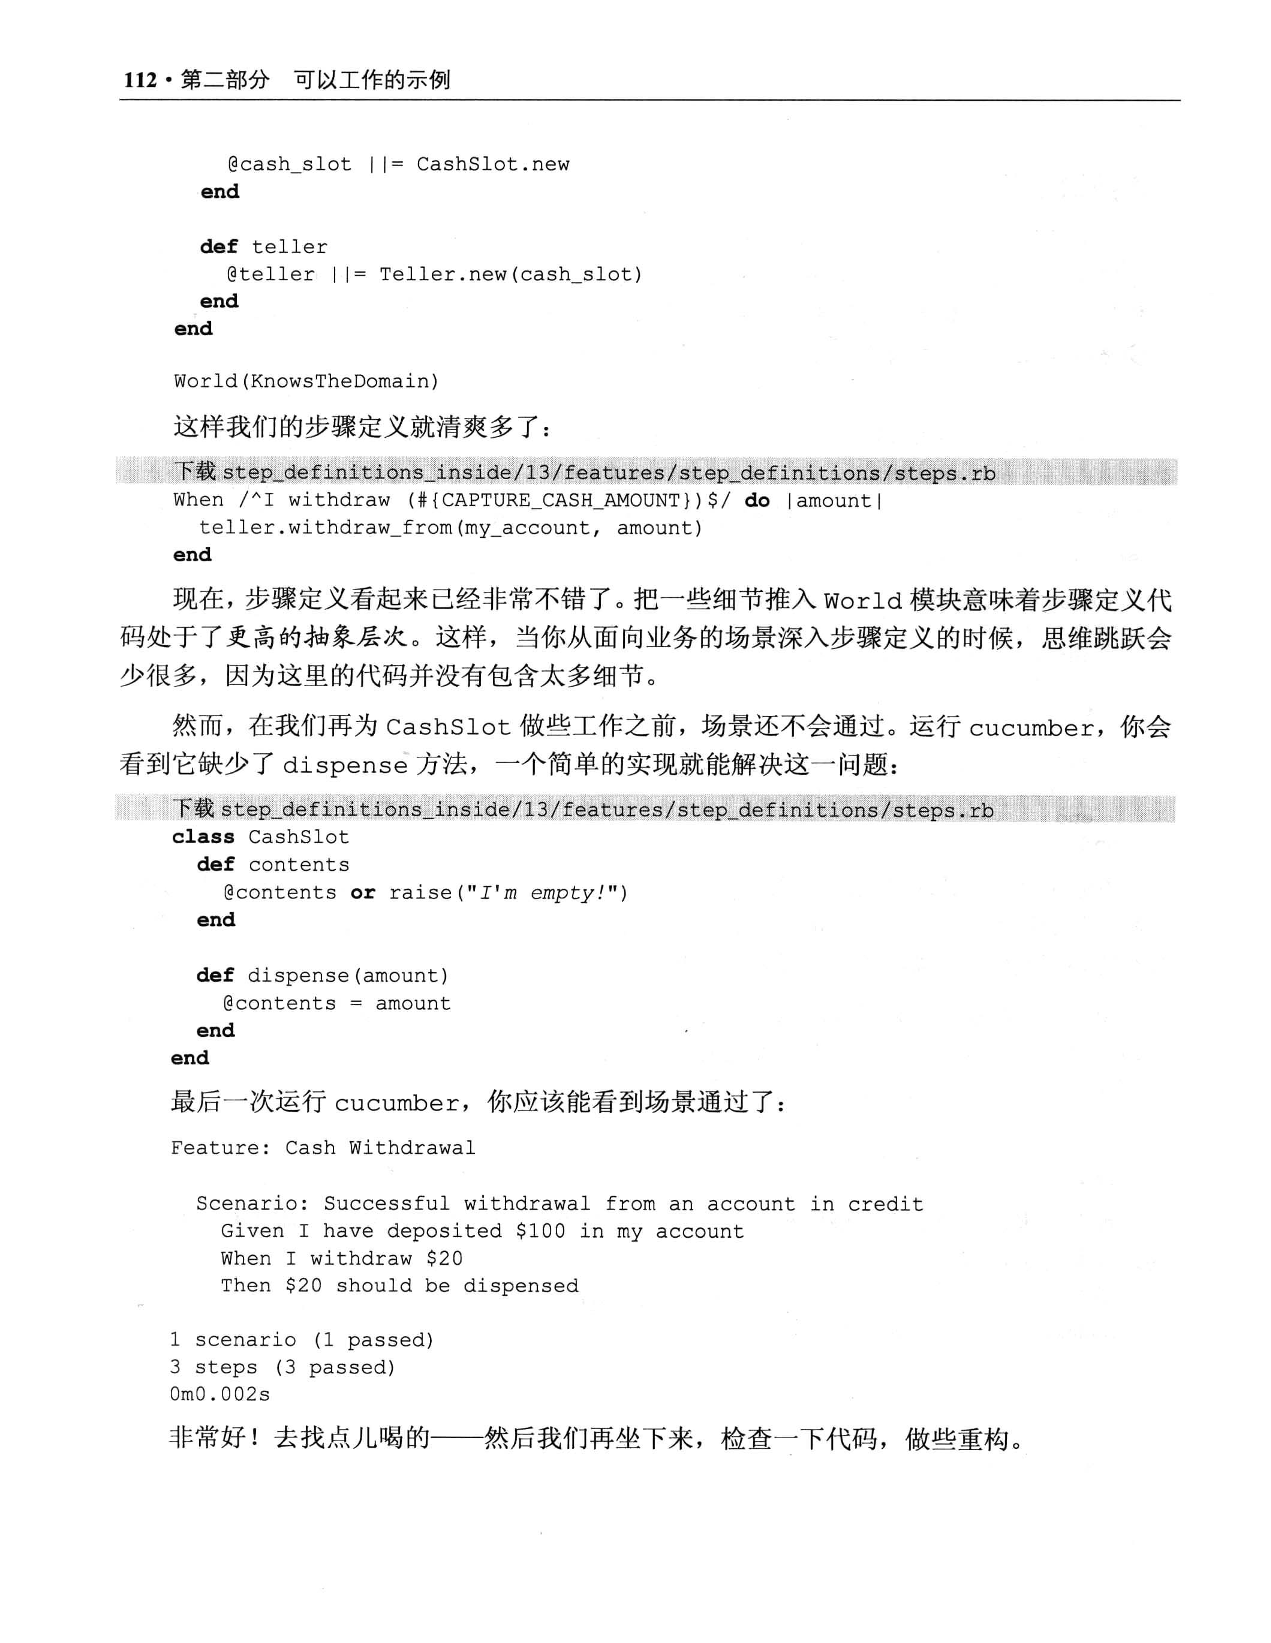 112·第二部分 可以工作的示例
@cash_slot ||= CashSlot.new
end
def teller
@teller ||= Teller.new(cash_slot)
end
end
World(KnowsTheDomain)
这样我们的步骤定义就清爽多了：
下载 step_definitions_inside/13/features/step_definitions/steps.rb
When /^I withdraw (#{CAPTURE_CASH_AMOUNT})$/ do |amount|
teller.withdraw_from(my_account, amount)
end
现在，步骤定义看起来已经非常不错了。把一些细节推入 World 模块意味着步骤定义代
码处于了更高的抽象层次。这样，当你从面向业务的场景深入步骤定义的时候，思维跳跃会
少很多，因为这里的代码并没有包含太多细节。
然而，在我们再为 CashSlot 做些工作之前，场景还不会通过。运行 cucumber，你会
看到它缺少了 dispense 方法，一个简单的实现就能解决这一问题：
下载 step_definitions_inside/13/features/step_definitions/steps.rb
class CashSlot
def contents
@contents or raise("I'm empty!")
end
def dispense(amount)
@contents = amount
end
end
最后一次运行 cucumber，你应该能看到场景通过了：
Feature: Cash Withdrawal
Scenario: Successful withdrawal from an account in credit
Given I have deposited $100 in my account
When I withdraw $20
Then $20 should be dispensed
1 scenario (1 passed)
3 steps (3 passed)
0m0.002s
非常好！去找点儿喝的——然后我们再坐下来，检查一下代码，做些重构。